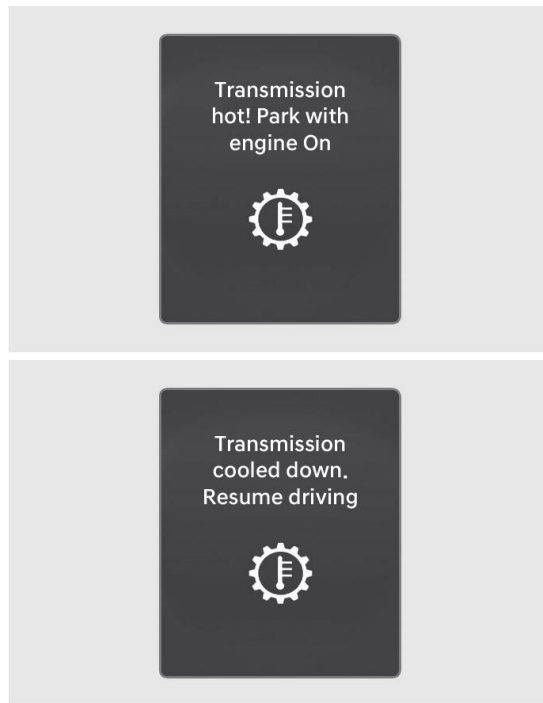 Transmission
hot! Park with
engine On
Transmission
cooled down.
Resume driving